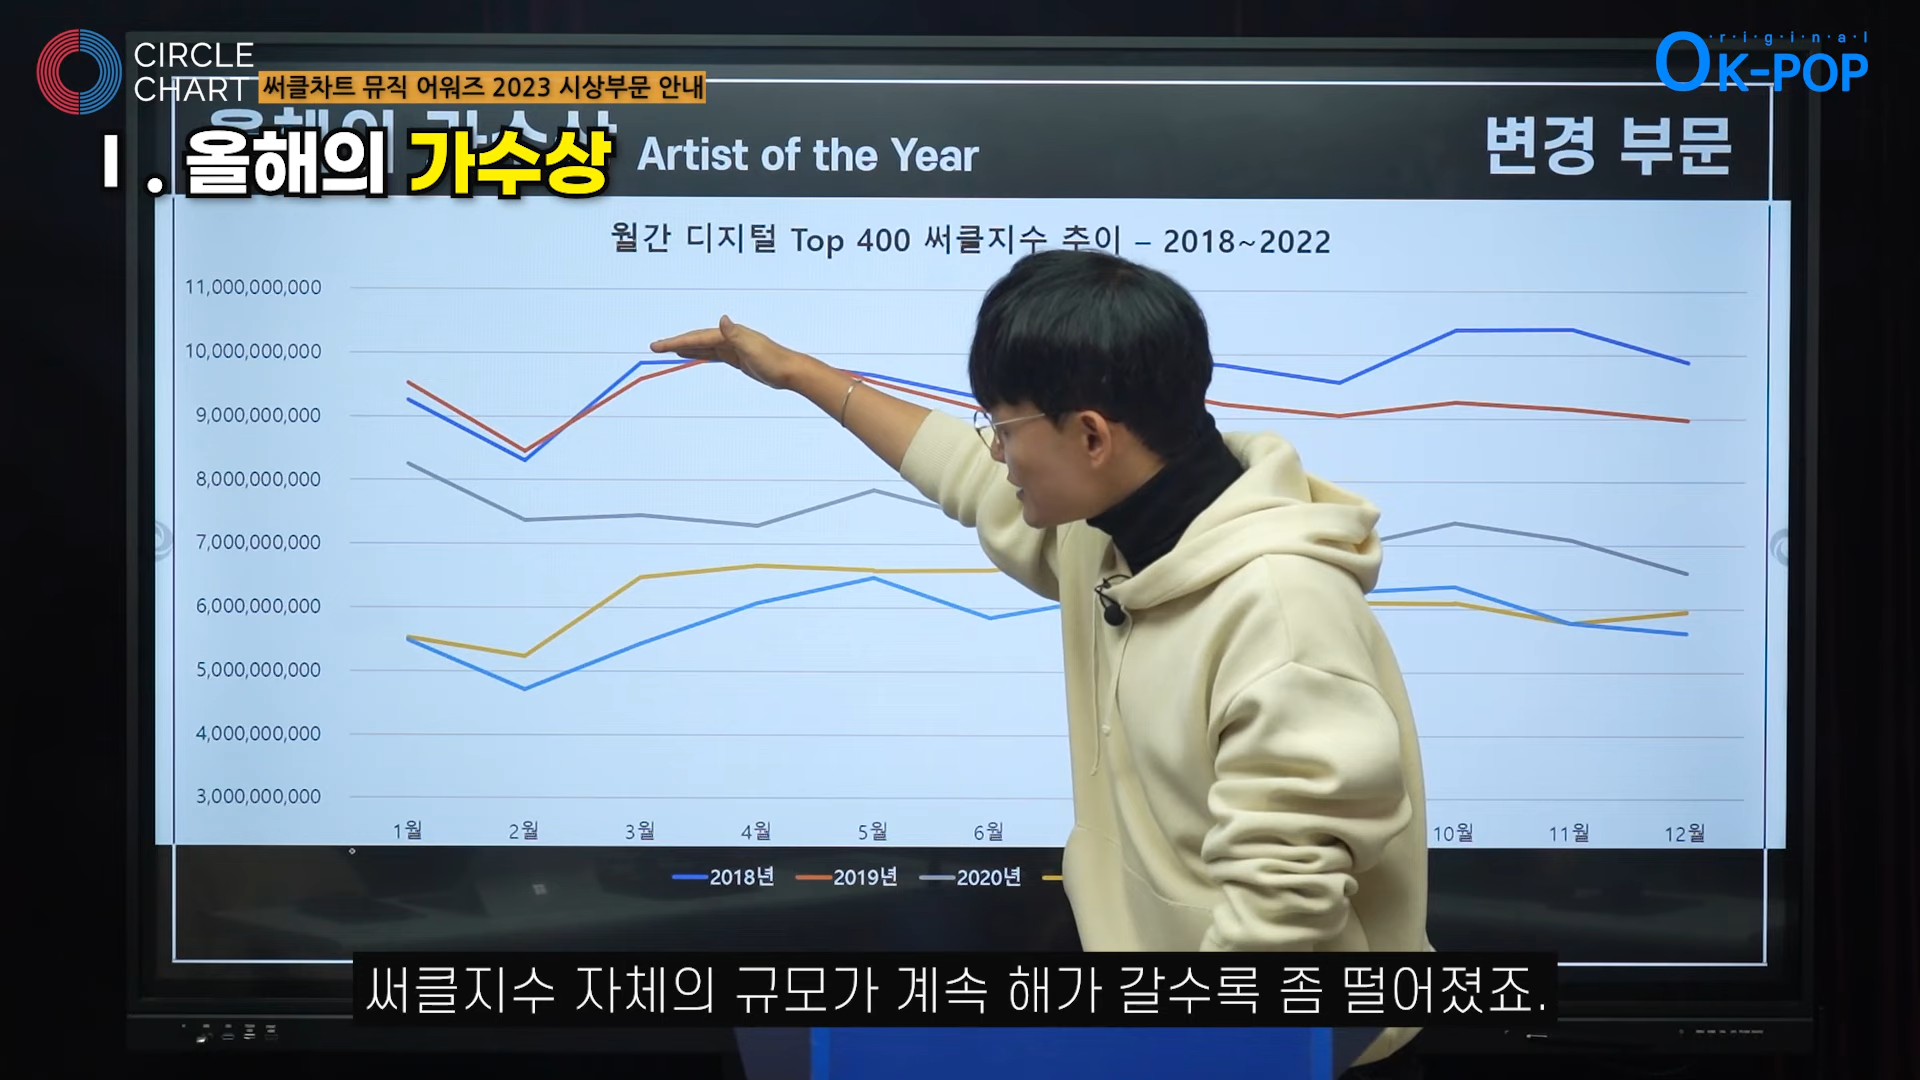 CIRCLE
CHART
써클차트 뮤직 어워즈 2023 시상부문 안내
Original
K-POP
Ⅰ. 올해의 가수상
올해의 가수상 Artist of the Year
변경 부문
월간 디지털 Top 400 써클지수 추이 – 2018~2022
11,000,000,000
10,000,000,000
9,000,000,000
8,000,000,000
7,000,000,000
6,000,000,000
5,000,000,000
4,000,000,000
3,000,000,000
1월 2월 3월 4월 5월 6월 10월 11월 12월
2018년 2019년 2020년
써클지수 자체의 규모가 계속 해가 갈수록 좀 떨어졌죠.